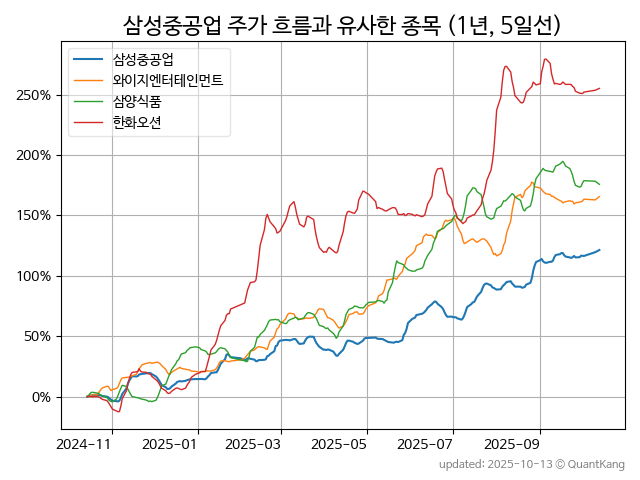 삼성중공업 주가 흐름과 유사한 종목 (1년, 5일선)
삼성중공업
와이지엔터테인먼트
삼양식품
한화오션
250%
200%
150%
100%
50%
0%
2024-11 2025-01 2025-03 2025-05 2025-07 2025-09
updated: 2025-10-13 © QuantKang